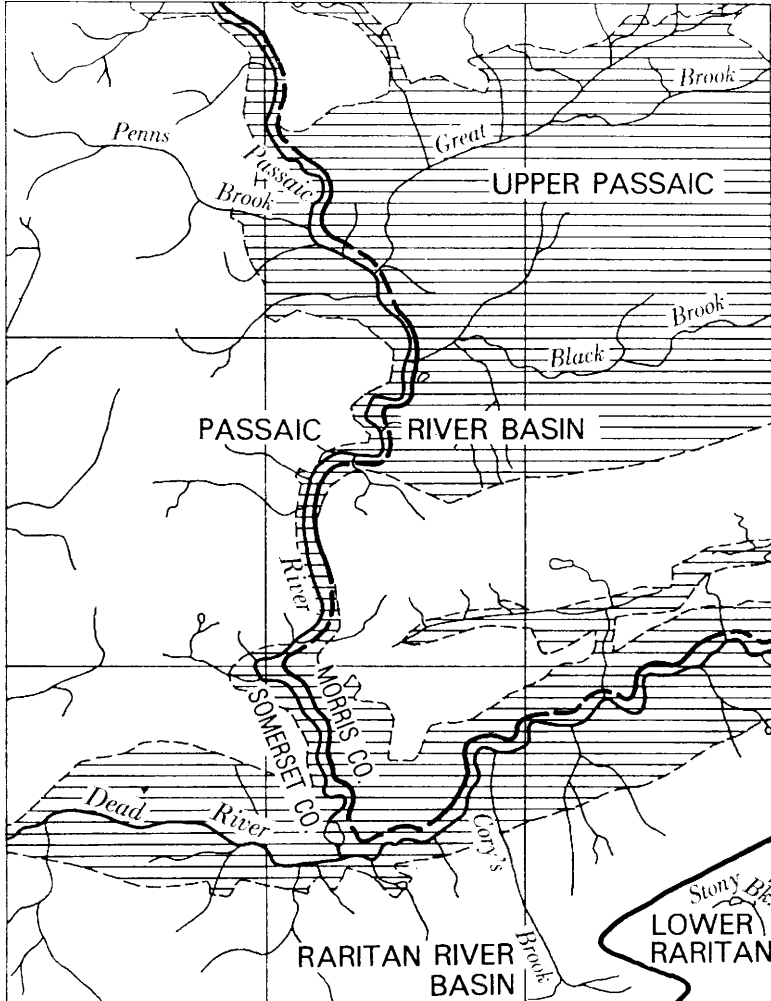 Brook
Great
Penns
Passaic
Brook
UPPER PASSAIC
Brook
Black
PASSAIC RIVER BASIN
River
MORRIS CO.
SOMERSET CO.
Dead River
Cory's Brook
Stony Bk.
LOWER
RARITAN
RARITAN RIVER
BASIN